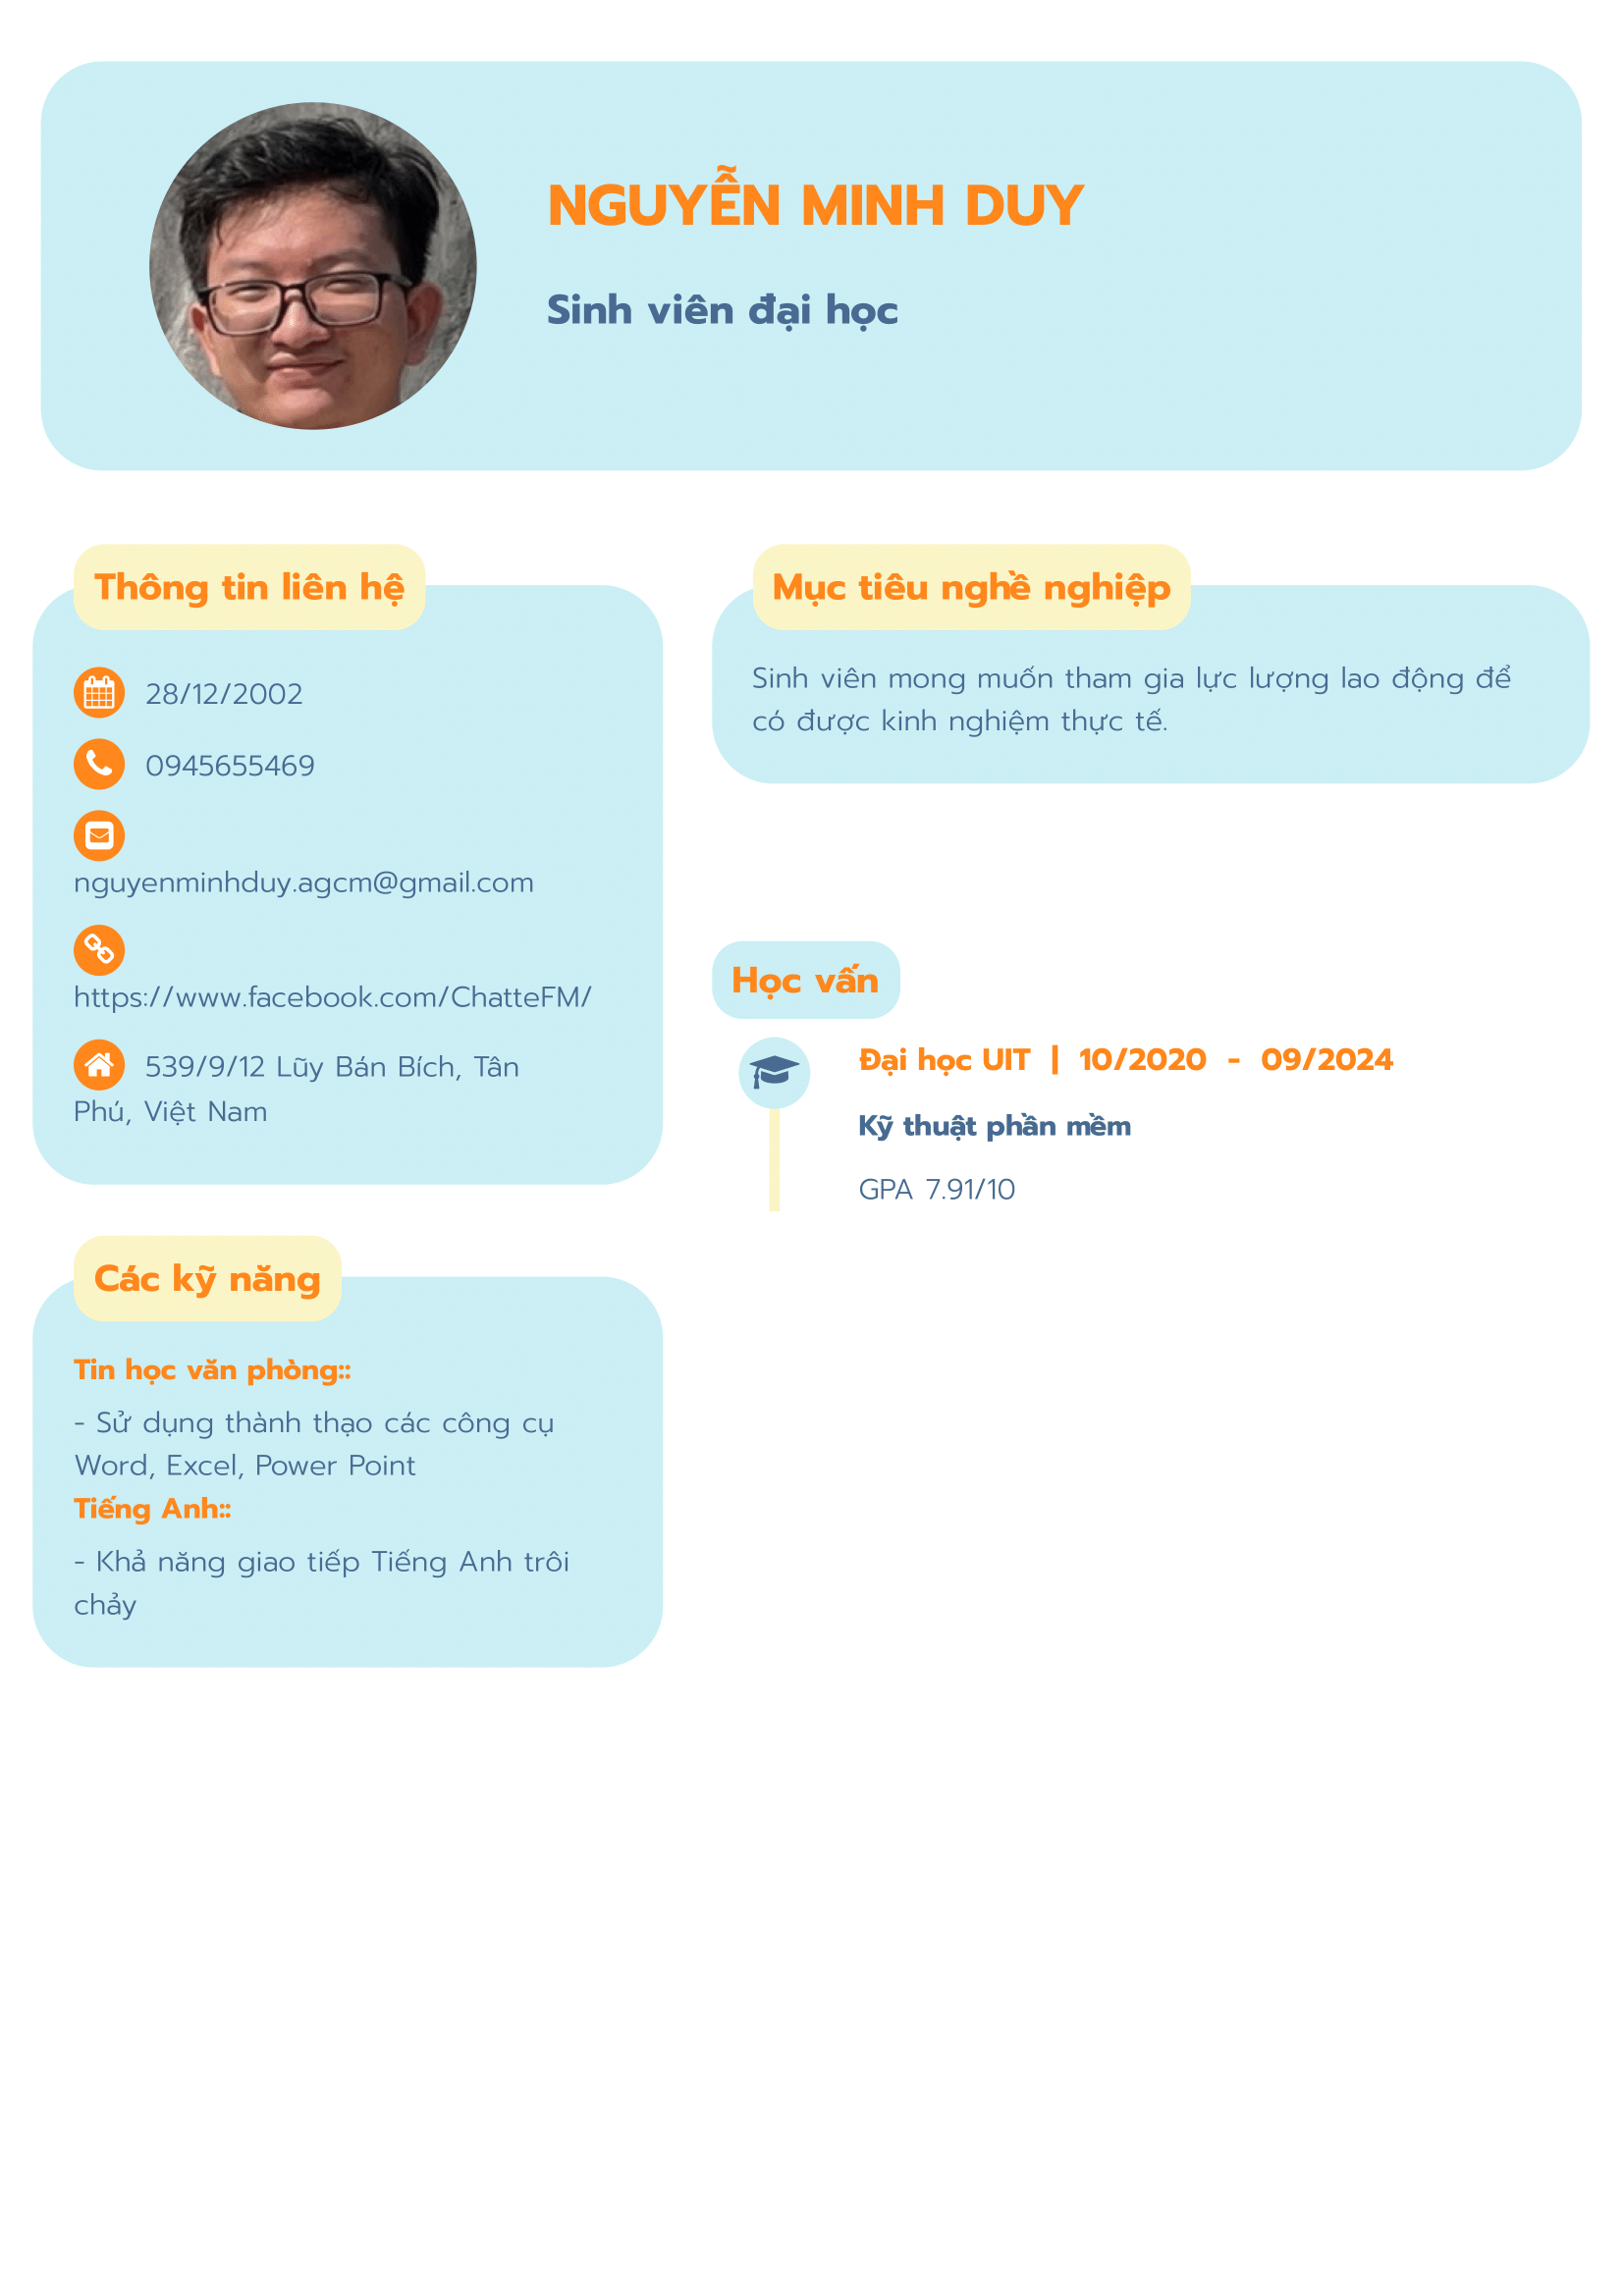 NGUYỄN MINH DUY
Sinh viên đại học
Thông tin liên hệ
28/12/2002
0945655469
nguyenminhduy.agcm@gmail.com
https://www.facebook.com/ChatteFM/
539/9/12 Lũy Bán Bích, Tân
Phú, Việt Nam
Các kỹ năng
Tin học văn phòng::
- Sử dụng thành thạo các công cụ
Word, Excel, Power Point
Tiếng Anh::
- Khả năng giao tiếp Tiếng Anh trôi
chảy
Mục tiêu nghề nghiệp
Sinh viên mong muốn tham gia lực lượng lao động để
có được kinh nghiệm thực tế.
Học vấn
Đại học UIT | 10/2020 - 09/2024
Kỹ thuật phần mềm
GPA 7.91/10